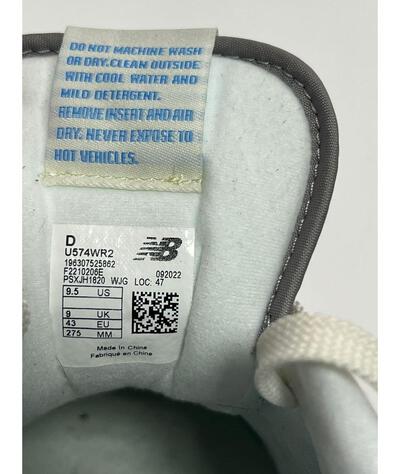 DO NOT MACHINE WASH
OR DRY. CLEAN OUTSIDE
WITH COOL WATER AND
MILD DETERGENT.
REMOVE INSERT AND AIR
DRY. NEVER EXPOSE TO
HOT VEHICLES.
D
U574WR2
196307525862
F2210206E 092022
PSXJH1820 WJG LOC: 47
9.5 US
9 UK
43 EU
275 MM
Made in China
Fabriqué en China